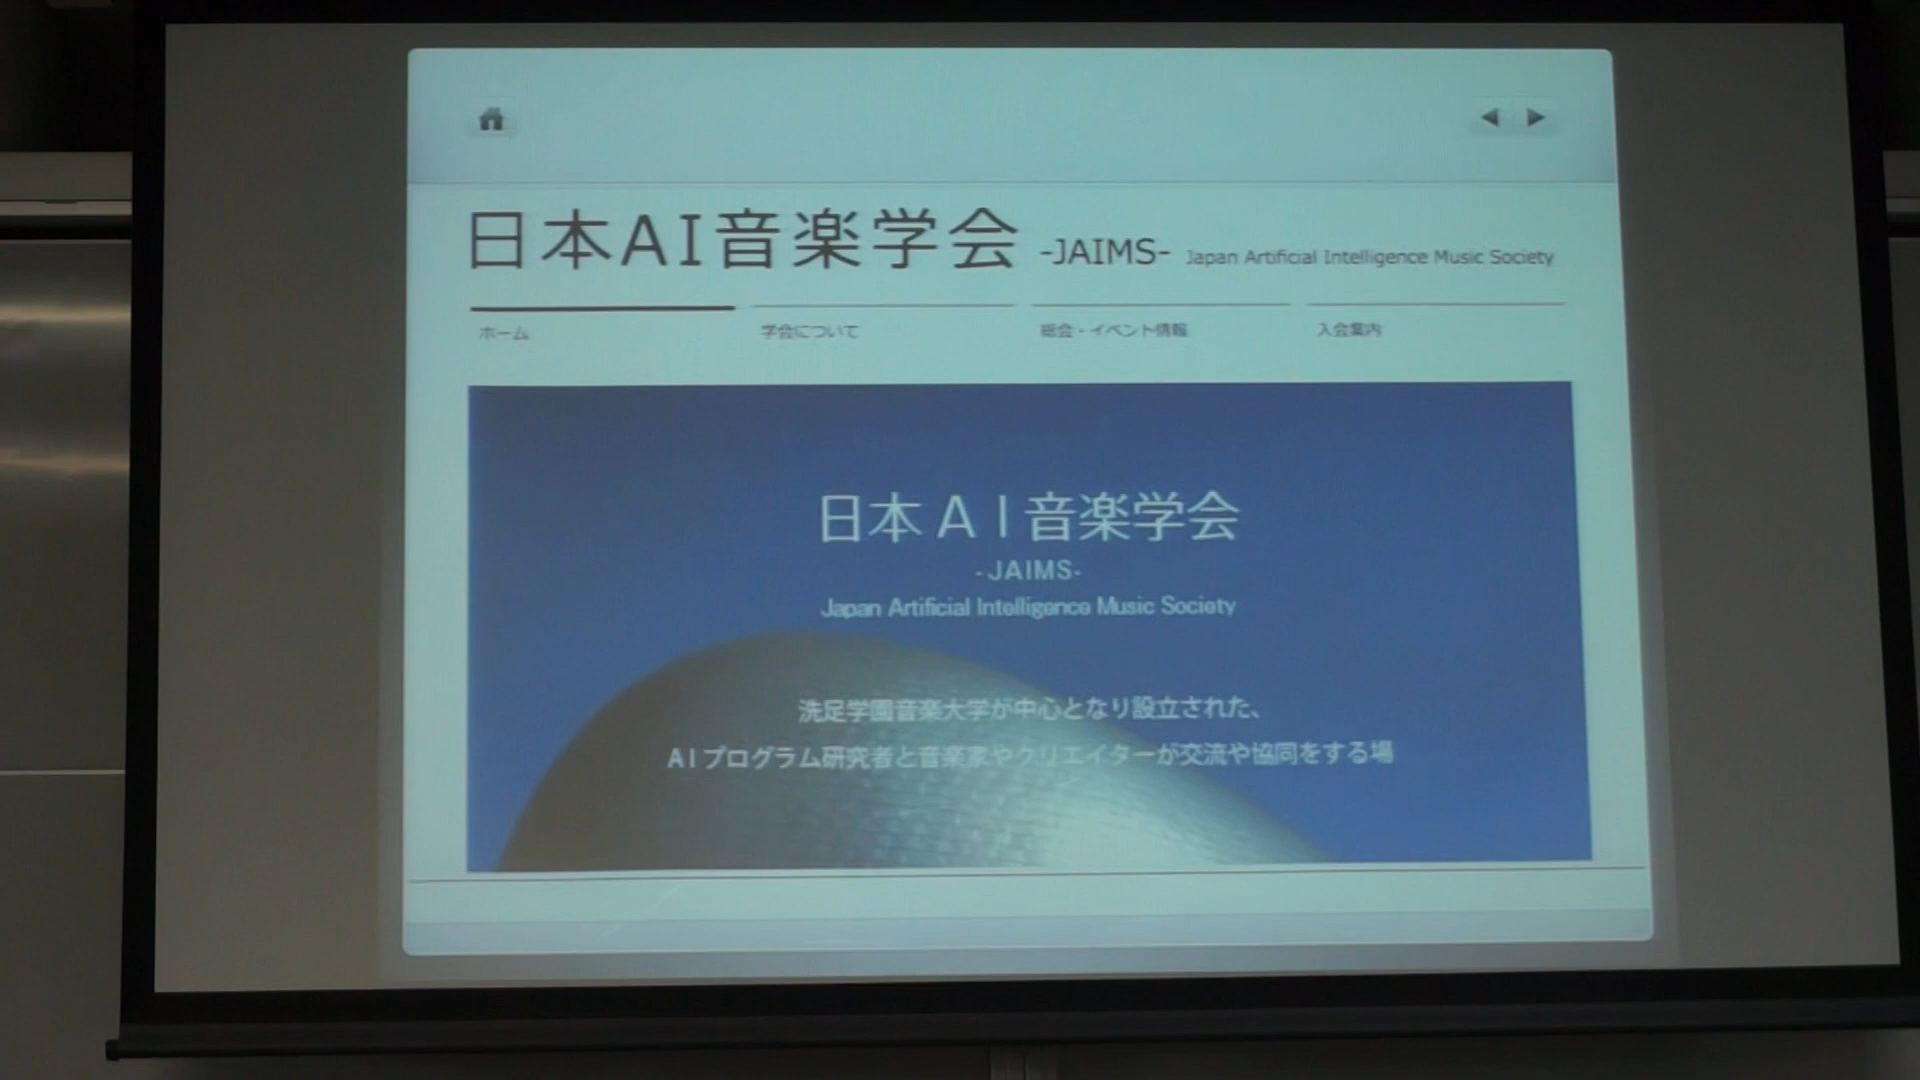 日本AI音楽学会 -JAIMS- Japan Artificial Intelligence Music Society
ホーム 学会について 総会・イベント情報 入会案内
日本AI音楽学会
-JAIMS-
Japan Artificial Intelligence Music Society
洗足学園音楽大学が中心となり設立された、
AIプログラム研究者と音楽家やクリエイターが交流や協同をする場